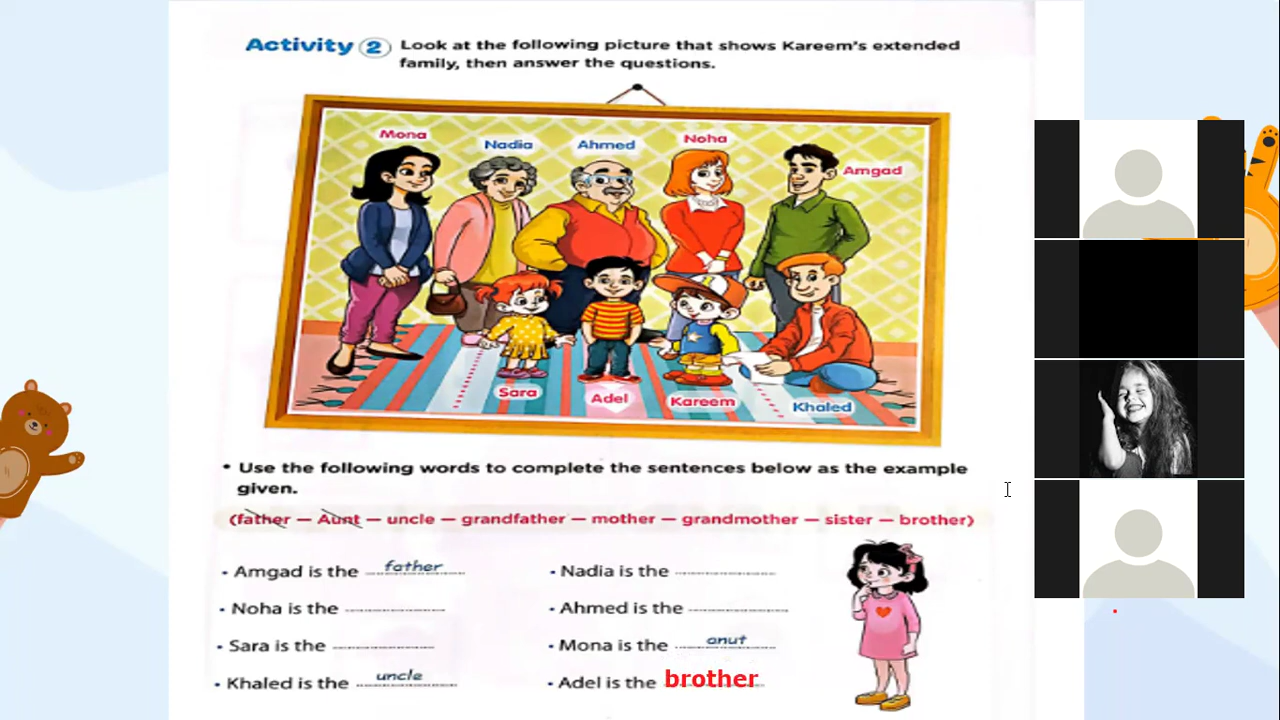 Activity 2 Look at the following picture that shows Kareem's extended
family, then answer the questions.
Mona
Nadia
Ahmed
Noha
Amgad
Sara
Adel
Kareem
Khaled
• Use the following words to complete the sentences below as the example
given.
(father — Aunt — uncle — grandfather — mother — grandmother — sister — brother)
• Amgad is the father
• Noha is the
• Sara is the
• Khaled is the uncle
• Nadia is the
• Ahmed is the
• Mona is the anut
• Adel is the brother